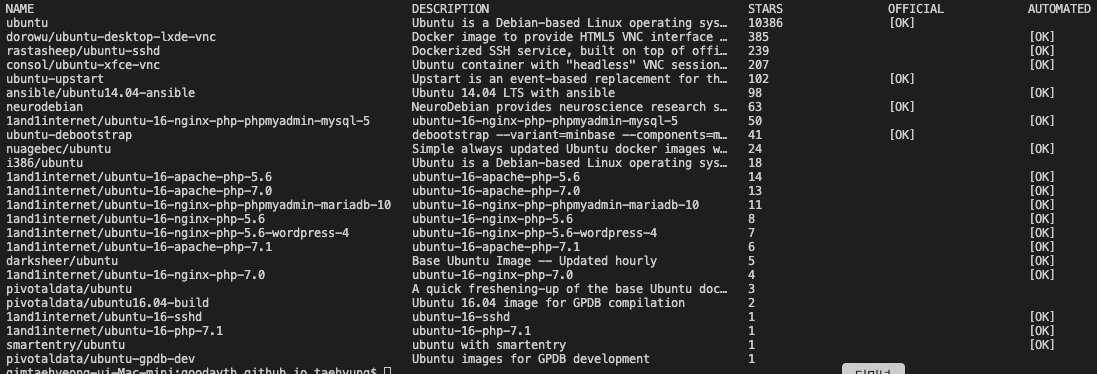 NAME DESCRIPTION STARS OFFICIAL AUTOMATED
ubuntu Ubuntu is a Debian-based Linux operating sys… 10386 [OK]
dorowu/ubuntu-desktop-lxde-vnc Docker image to provide HTML5 VNC interface … 385 [OK]
rastasheep/ubuntu-sshd Dockerized SSH service, built on top of offi… 239 [OK]
consol/ubuntu-xfce-vnc Ubuntu container with "headless" VNC session… 207 [OK]
ubuntu-upstart Upstart is an event-based replacement for th… 102 [OK]
ansible/ubuntu14.04-ansible Ubuntu 14.04 LTS with ansible 98 [OK]
neurodebian NeuroDebian provides neuroscience research s… 63 [OK]
1and1internet/ubuntu-16-nginx-php-phpmyadmin-mysql-5 ubuntu-16-nginx-php-phpmyadmin-mysql-5 50 [OK]
ubuntu-debootstrap debootstrap --variant=minbase --components=m… 41 [OK]
nuagebec/ubuntu Simple always updated Ubuntu docker images w… 24 [OK]
i386/ubuntu Ubuntu is a Debian-based Linux operating sys… 18
1and1internet/ubuntu-16-apache-php-5.6 ubuntu-16-apache-php-5.6 14 [OK]
1and1internet/ubuntu-16-apache-php-7.0 ubuntu-16-apache-php-7.0 13 [OK]
1and1internet/ubuntu-16-nginx-php-phpmyadmin-mariadb-10 ubuntu-16-nginx-php-phpmyadmin-mariadb-10 11 [OK]
1and1internet/ubuntu-16-nginx-php-5.6 ubuntu-16-nginx-php-5.6 8 [OK]
1and1internet/ubuntu-16-nginx-php-5.6-wordpress-4 ubuntu-16-nginx-php-5.6-wordpress-4 7 [OK]
1and1internet/ubuntu-16-apache-php-7.1 ubuntu-16-apache-php-7.1 6 [OK]
darksheer/ubuntu Base Ubuntu Image -- Updated hourly 5 [OK]
1and1internet/ubuntu-16-nginx-php-7.0 ubuntu-16-nginx-php-7.0 4 [OK]
pivotaldata/ubuntu A quick freshening-up of the base Ubuntu doc… 3
pivotaldata/ubuntu16.04-build Ubuntu 16.04 image for GPDB compilation 2
1and1internet/ubuntu-16-sshd ubuntu-16-sshd 1 [OK]
1and1internet/ubuntu-16-php-7.1 ubuntu-16-php-7.1 1 [OK]
smartentry/ubuntu ubuntu with smartentry 1 [OK]
pivotaldata/ubuntu-gpdb-dev Ubuntu images for GPDB development 1
gimtaehyeong-ui-Mac-mini:goodayth.github.io taehyung$